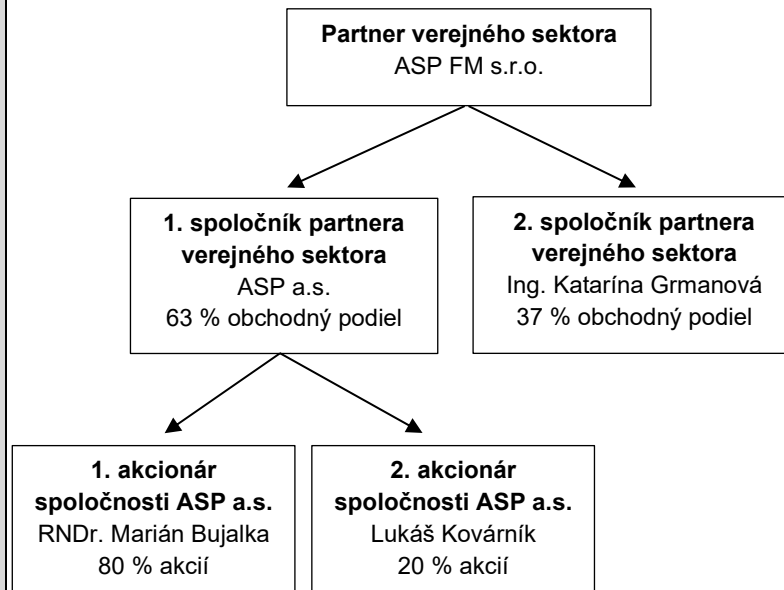 Partner verejného sektora
ASP FM s.r.o.
1. spoločník partnera
verejného sektora
ASP a.s.
63 % obchodný podiel
2. spoločník partnera
verejného sektora
Ing. Katarína Grmanová
37 % obchodný podiel
1. akcionár
spoločnosti ASP a.s.
RNDr. Marián Bujalka
80 % akcií
2. akcionár
spoločnosti ASP a.s.
Lukáš Kovárník
20 % akcií